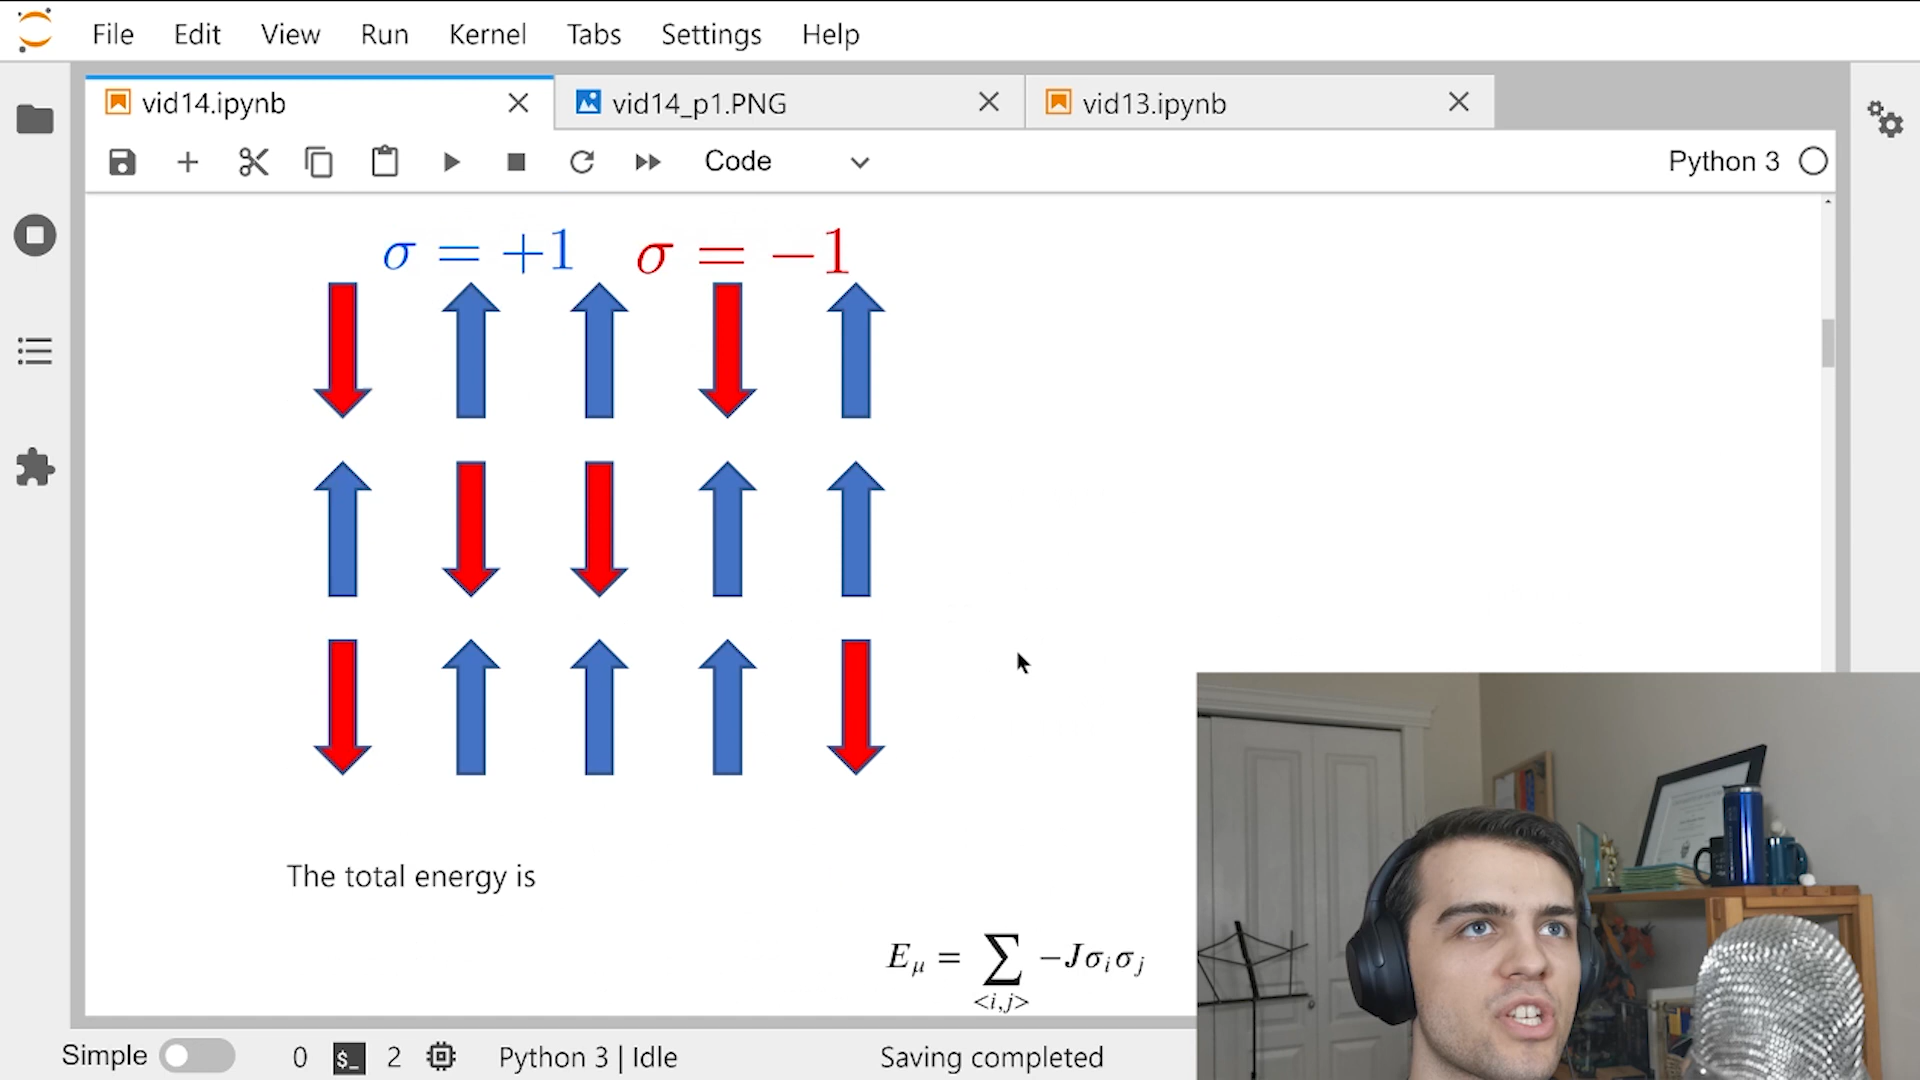 File Edit View Run Kernel Tabs Settings Help
vid14.ipynb vid14_p1.PNG vid13.ipynb
Code Python 3
σ = +1 σ = −1
The total energy is
E_μ = ∑_{<i,j>} −Jσ_iσ_j
Simple 0 $_ 2 Python 3 | Idle Saving completed